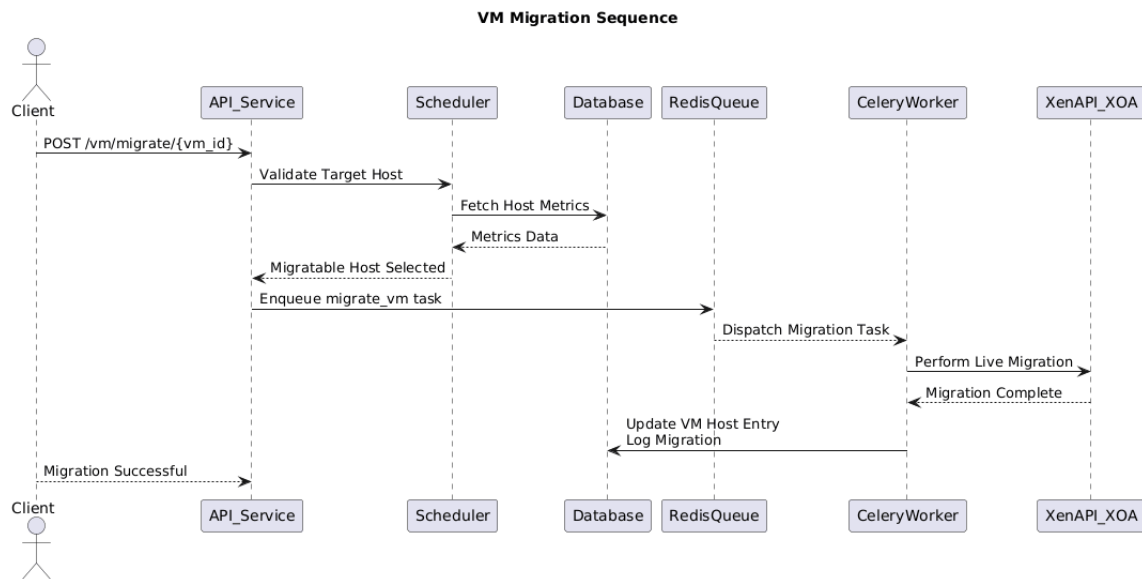 VM Migration Sequence
Client
API_Service
Scheduler
Database
RedisQueue
CeleryWorker
XenAPI_XOA
POST /vm/migrate/{vm_id}
Validate Target Host
Fetch Host Metrics
Metrics Data
Migratable Host Selected
Enqueue migrate_vm task
Dispatch Migration Task
Perform Live Migration
Migration Complete
Update VM Host Entry
Log Migration
Migration Successful
Client
API_Service
Scheduler
Database
RedisQueue
CeleryWorker
XenAPI_XOA